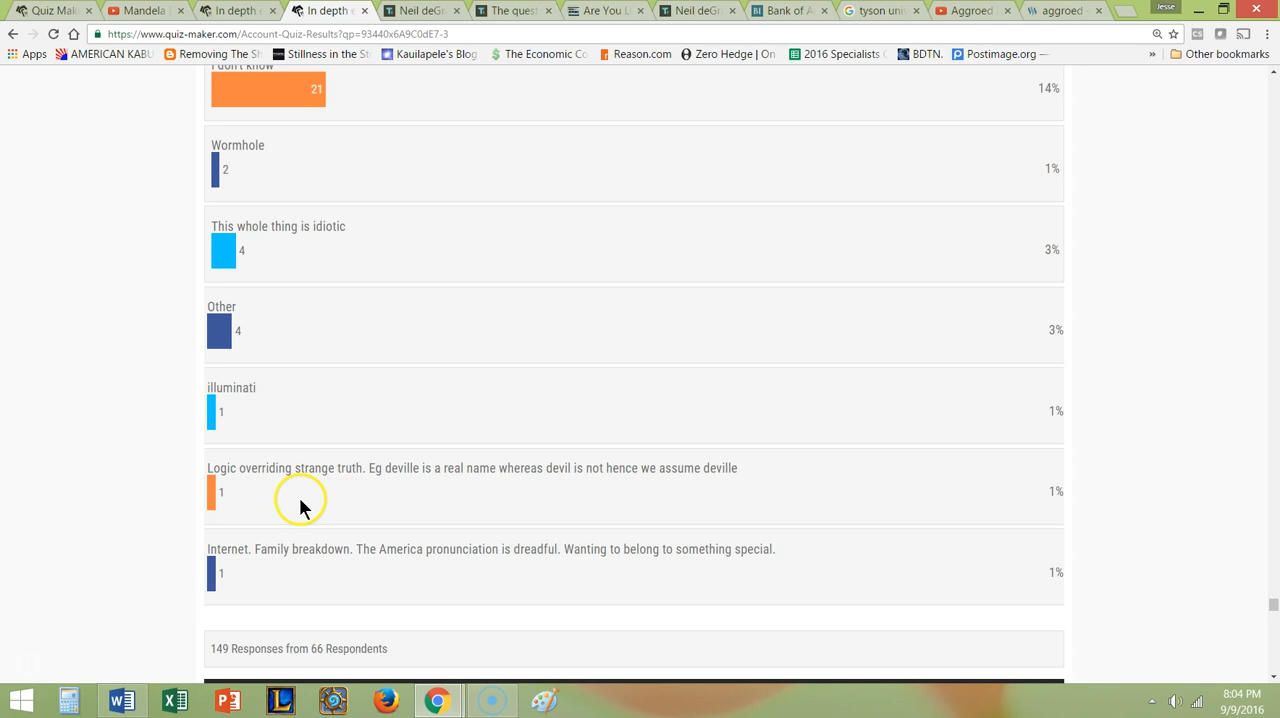 Jesse
Quiz Mak
Mandela
In depth
In depth e
Neil deGr
The quest
Are You L
Neil deGr
Bank of A
tyson univ
Aggroed
aggroed -
https://www.quiz-maker.com/Account-Quiz-Results?qp=93440x6A9C0dE7-3
Apps
AMERICAN KABU
Removing The Sh
Stillness in the Sto
Kauilapele's Blog
The Economic Co
Reason.com
Zero Hedge | On
2016 Specialists
BDTN.
Postimage.org —
»
Other bookmarks
I don't know
21
14%
Wormhole
2
1%
This whole thing is idiotic
4
3%
Other
4
3%
illuminati
1
1%
Logic overriding strange truth. Eg deville is a real name whereas devil is not hence we assume deville
1
1%
Internet. Family breakdown. The America pronunciation is dreadful. Wanting to belong to something special.
1
1%
149 Responses from 66 Respondents
8:04 PM
9/9/2016